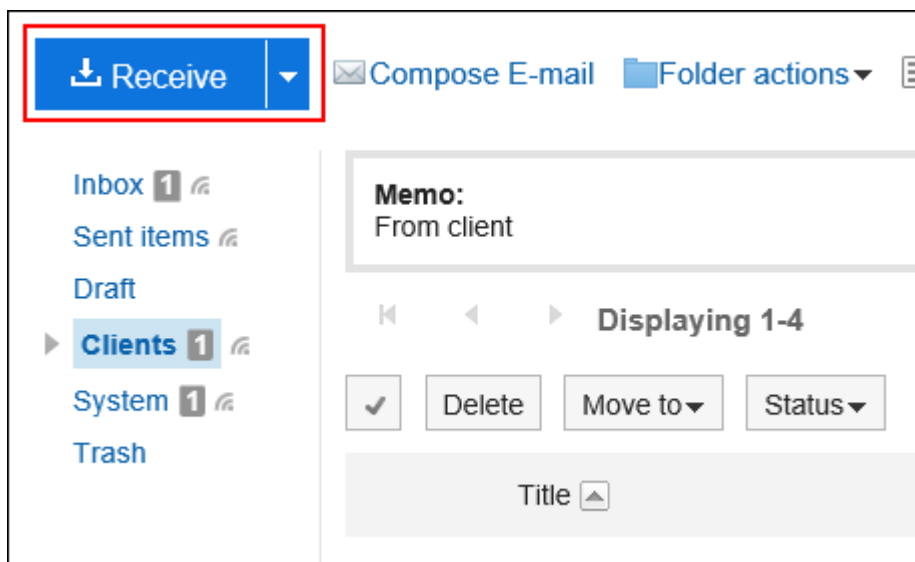 Receive Compose E-mail Folder actions
Inbox 1
Sent items
Draft
Clients 1
System 1
Trash
Memo:
From client
Displaying 1-4
Delete Move to Status
Title